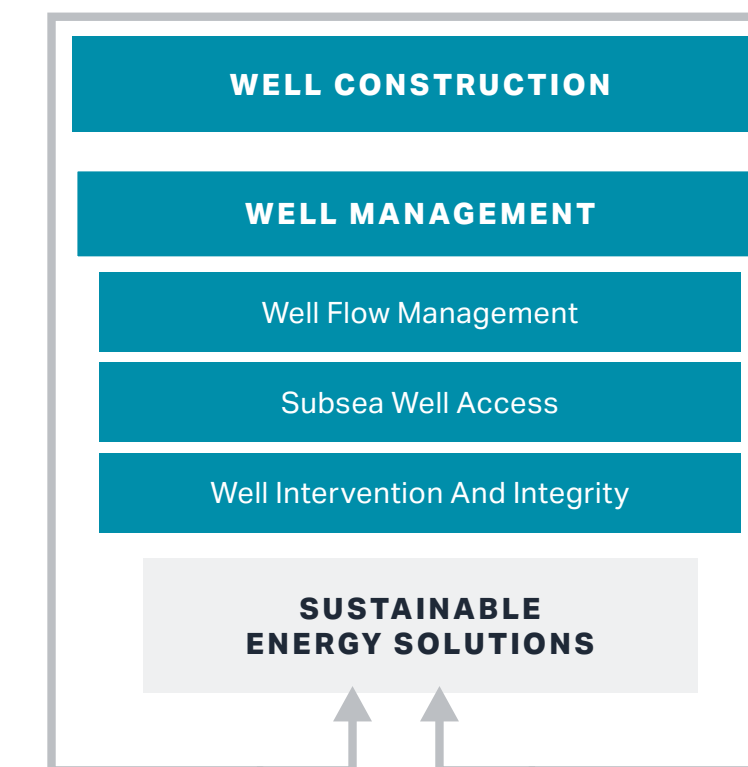 WELL CONSTRUCTION
WELL MANAGEMENT
Well Flow Management
Subsea Well Access
Well Intervention And Integrity
SUSTAINABLE
ENERGY SOLUTIONS